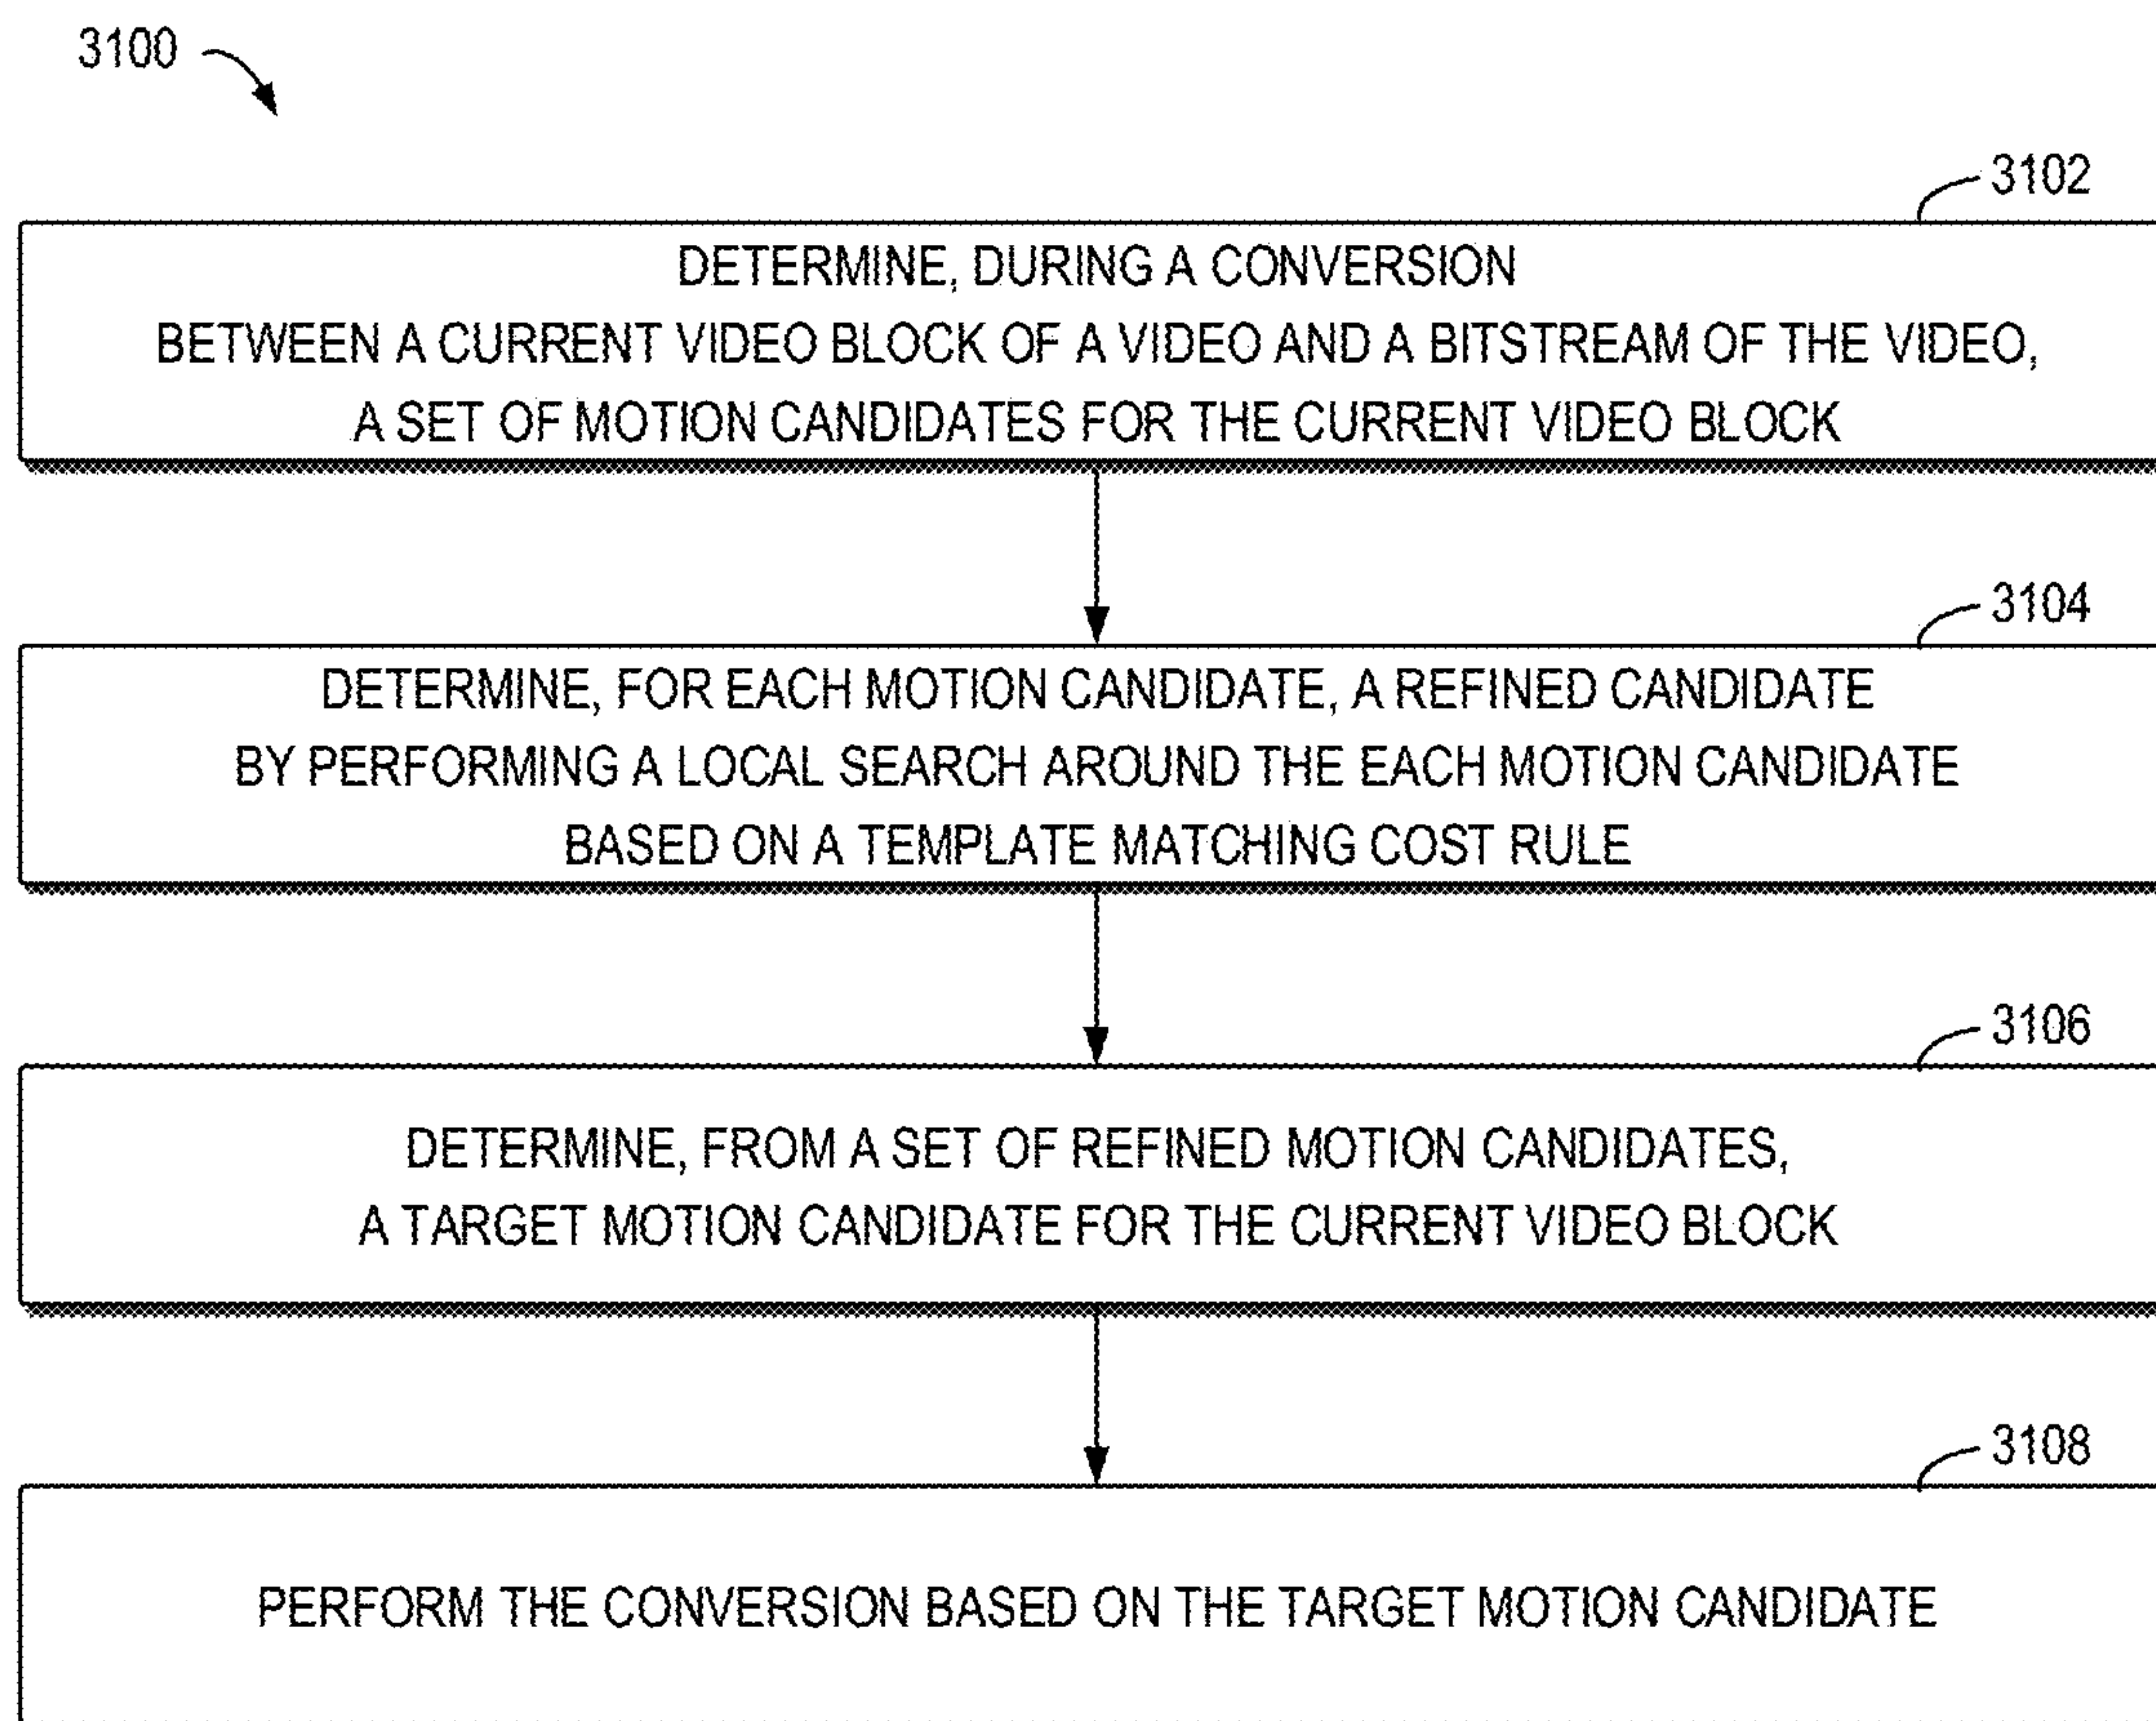 3100
3102
DETERMINE, DURING A CONVERSION
BETWEEN A CURRENT VIDEO BLOCK OF A VIDEO AND A BITSTREAM OF THE VIDEO,
A SET OF MOTION CANDIDATES FOR THE CURRENT VIDEO BLOCK
3104
DETERMINE, FOR EACH MOTION CANDIDATE, A REFINED CANDIDATE
BY PERFORMING A LOCAL SEARCH AROUND THE EACH MOTION CANDIDATE
BASED ON A TEMPLATE MATCHING COST RULE
3106
DETERMINE, FROM A SET OF REFINED MOTION CANDIDATES,
A TARGET MOTION CANDIDATE FOR THE CURRENT VIDEO BLOCK
3108
PERFORM THE CONVERSION BASED ON THE TARGET MOTION CANDIDATE